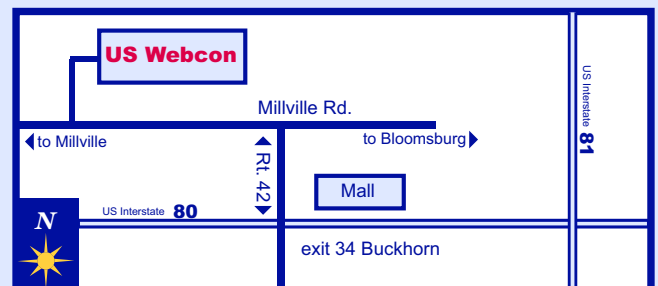 US Webcon
Millville Rd.
to Millville
to Bloomsburg
US Interstate 81
Rt. 42
Mall
US Interstate 80
N
exit 34 Buckhorn